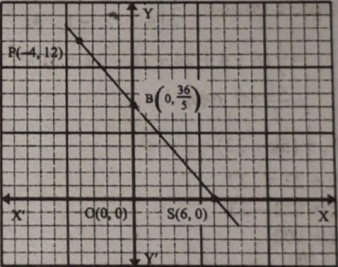 Y
P(–4, 12)
B(0, 36/5)
X' O(0, 0) S(6, 0) X
Y'